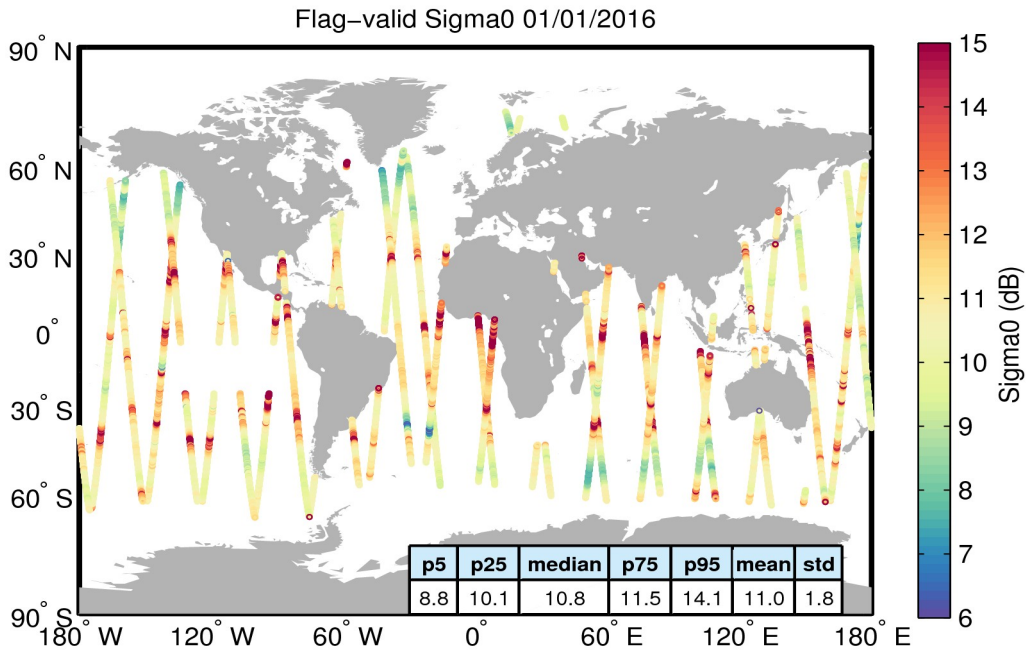 Flag−valid Sigma0 01/01/2016
90° N
60° N
30° N
0°
30° S
60° S
90° S
180° W
120° W
60° W
0°
60° E
120° E
180° E
p5 p25 median p75 p95 mean std
8.8 10.1 10.8 11.5 14.1 11.0 1.8
15
14
13
12
11
10
9
8
7
6
Sigma0 (dB)